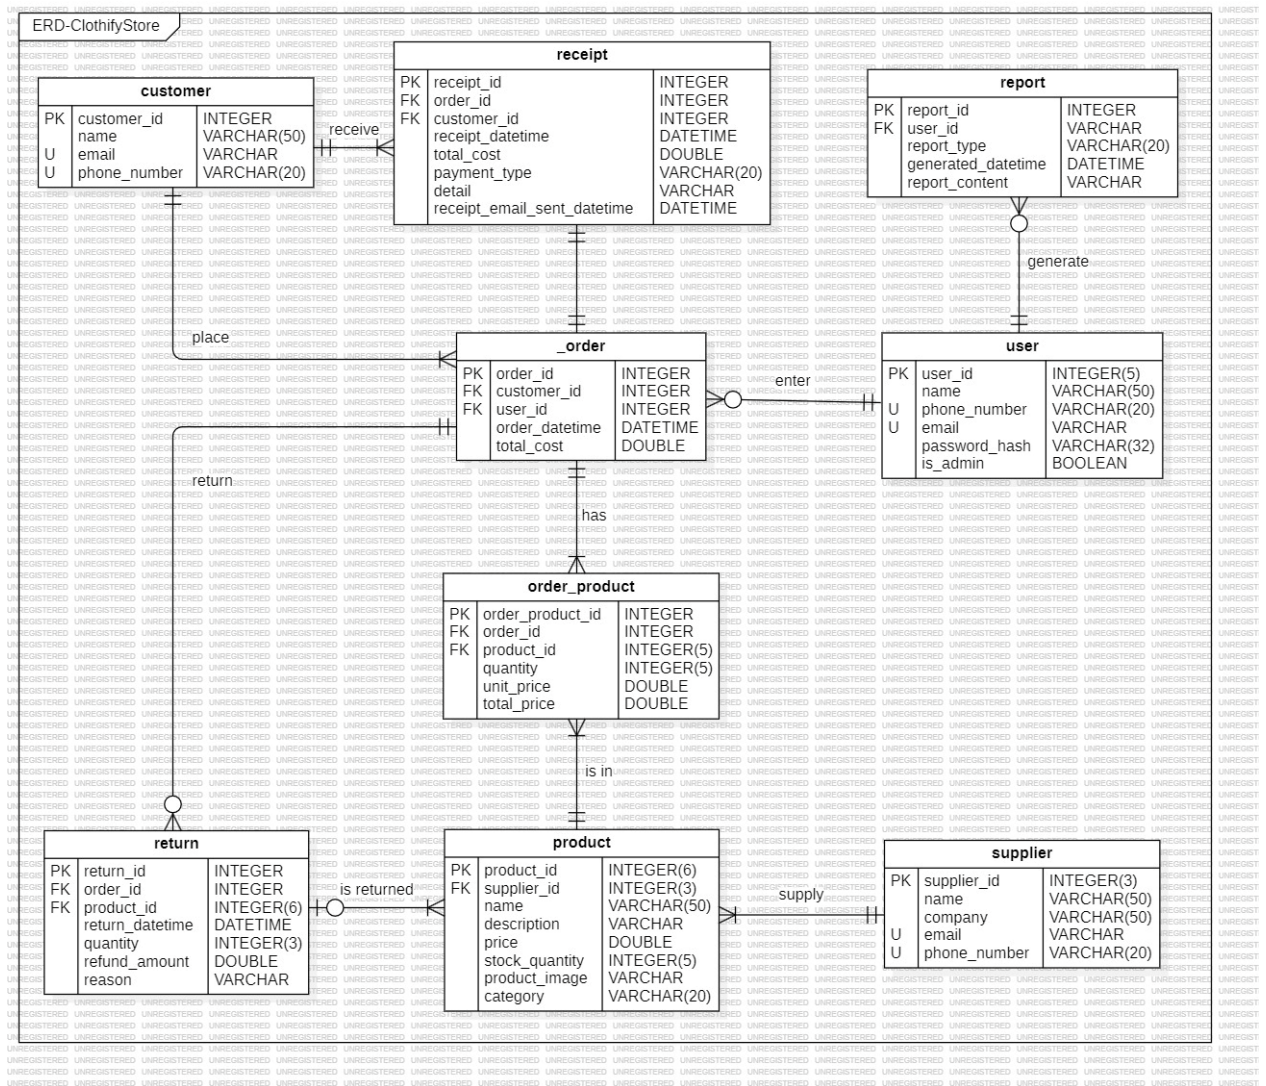 ERD-ClothifyStore
customer
PK customer_id INTEGER
name VARCHAR(50)
U email VARCHAR
U phone_number VARCHAR(20)
receive
receipt
PK receipt_id INTEGER
FK order_id INTEGER
FK customer_id INTEGER
receipt_datetime DATETIME
total_cost DOUBLE
payment_type VARCHAR(20)
detail VARCHAR
receipt_email_sent_datetime DATETIME
report
PK report_id INTEGER
FK user_id VARCHAR
report_type VARCHAR(20)
generated_datetime DATETIME
report_content VARCHAR
generate
place
_order
PK order_id INTEGER
FK customer_id INTEGER
FK user_id INTEGER
order_datetime DATETIME
total_cost DOUBLE
enter
user
PK user_id INTEGER(5)
name VARCHAR(50)
U phone_number VARCHAR(20)
U email VARCHAR
password_hash VARCHAR(32)
is_admin BOOLEAN
return
has
order_product
PK order_product_id INTEGER
FK order_id INTEGER
FK product_id INTEGER(5)
quantity INTEGER(5)
unit_price DOUBLE
total_price DOUBLE
is in
return
PK return_id INTEGER
FK order_id INTEGER
FK product_id INTEGER(6)
return_datetime DATETIME
quantity INTEGER(3)
refund_amount DOUBLE
reason VARCHAR
is returned
product
PK product_id INTEGER(6)
FK supplier_id INTEGER(3)
name VARCHAR(50)
description VARCHAR
price DOUBLE
stock_quantity INTEGER(5)
product_image VARCHAR
category VARCHAR(20)
supply
supplier
PK supplier_id INTEGER(3)
name VARCHAR(50)
company VARCHAR(50)
U email VARCHAR
U phone_number VARCHAR(20)
UNREGISTERED